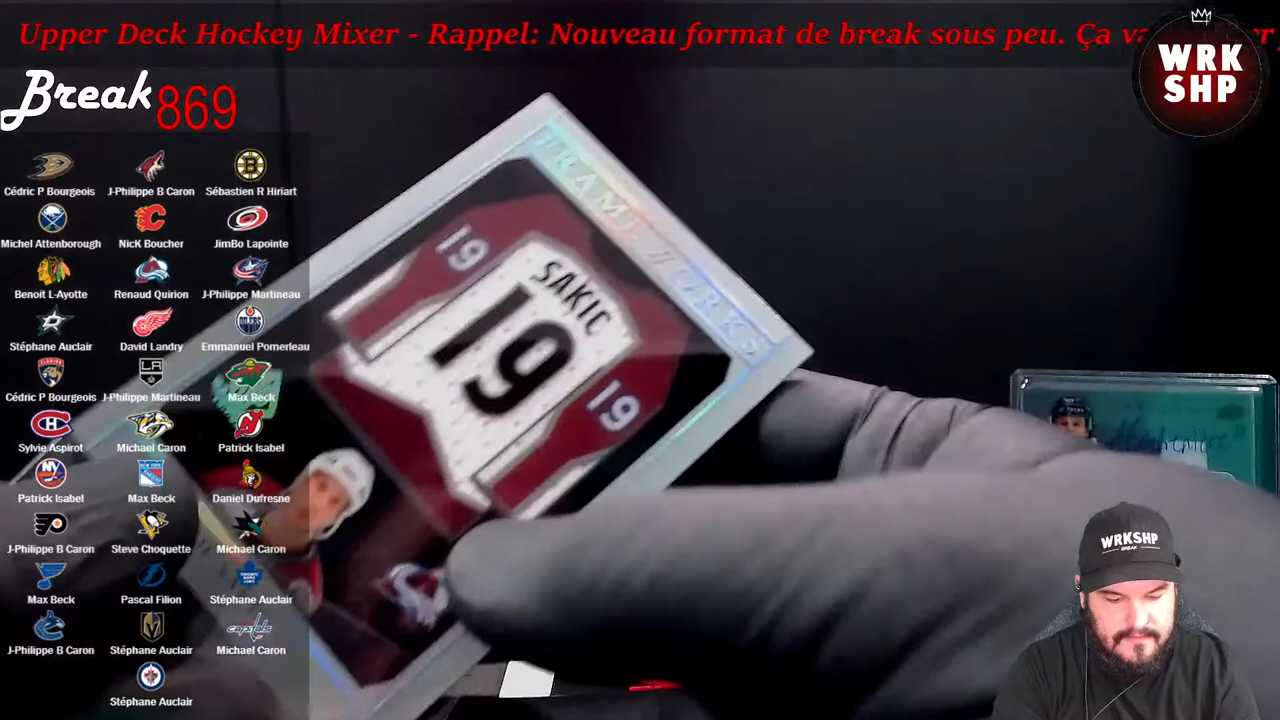 Upper Deck Hockey Mixer - Rappel: Nouveau format de break sous peu. Ça va
WRK
SHP
Break 869
Cédric P Bourgeois
J-Philippe B Caron
Sébastien R Hiriart
Michel Attenborough
NicK Boucher
JimBo Lapointe
Benoit L-Ayotte
Renaud Quirion
J-Philippe Martineau
Stéphane Auclair
David Landry
Emmanuel Pomerleau
Cédric P Bourgeois
J-Philippe Martineau
Max Beck
Sylvie Aspirot
Michael Caron
Patrick Isabel
Patrick Isabel
Max Beck
Daniel Dufresne
J-Philippe B Caron
Steve Choquette
Michael Caron
Max Beck
Pascal Filion
Stéphane Auclair
J-Philippe B Caron
Stéphane Auclair
Michael Caron
Stéphane Auclair
FRAME WORKS
19
SAKIC
19
19
WRKSHP
BREAK